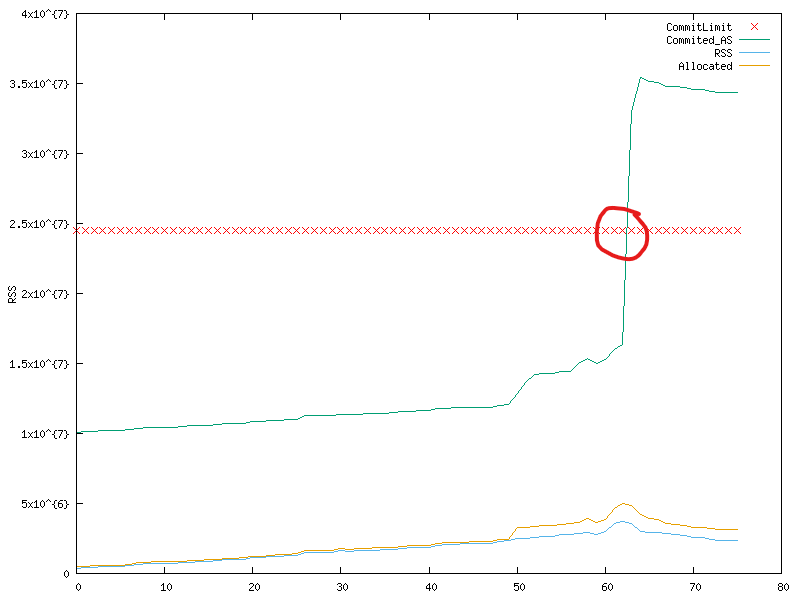 4x10^{7}
CommitLimit
Commited_AS
RSS
Allocated
3.5x10^{7}
3x10^{7}
2.5x10^{7}
2x10^{7}
RSS
1.5x10^{7}
1x10^{7}
5x10^{6}
0
0 10 20 30 40 50 60 70 80